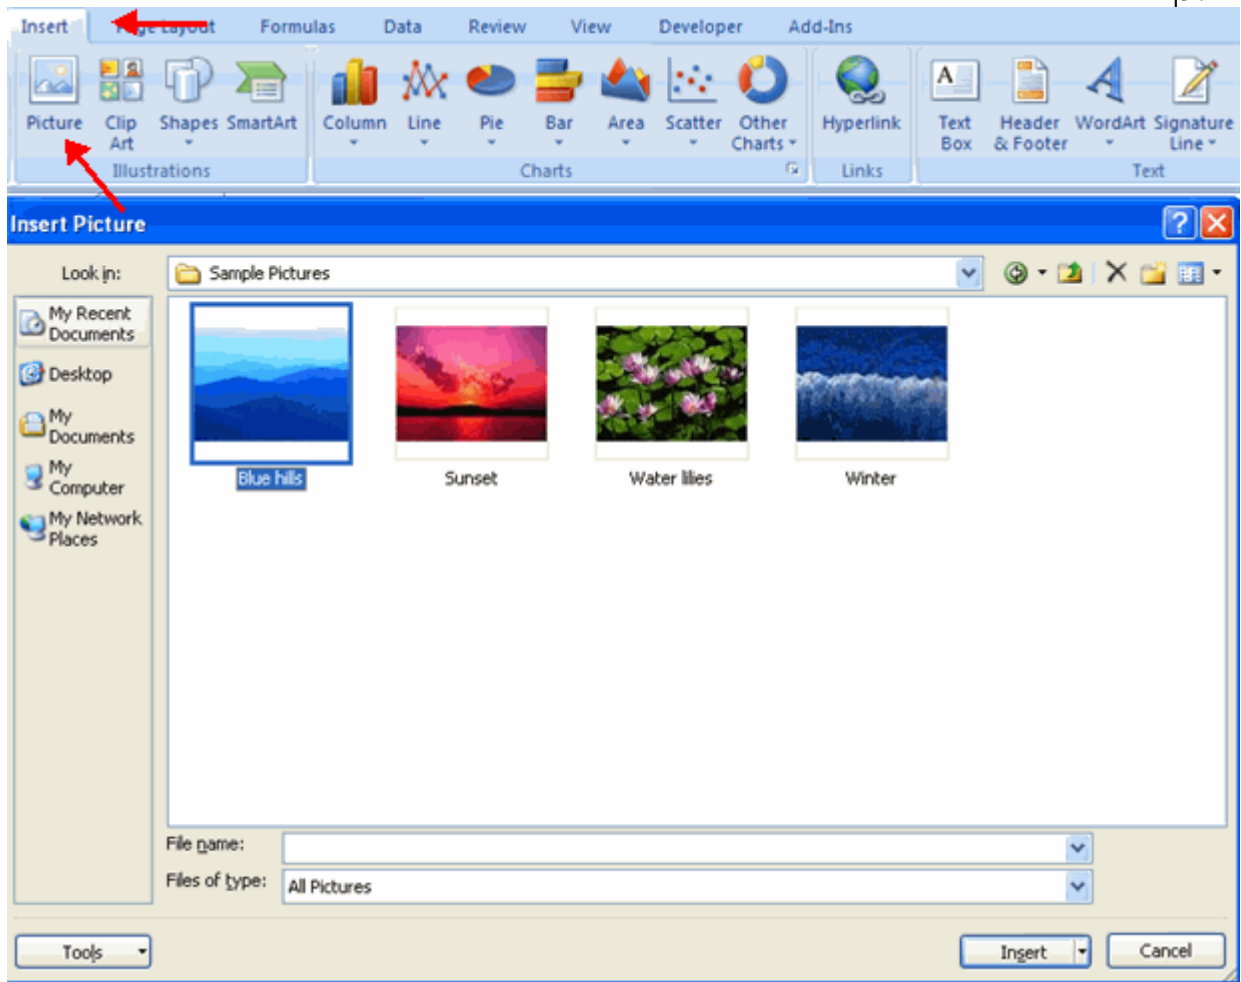 Insert Page Layout Formulas Data Review View Developer Add-Ins
Picture Clip Art Shapes SmartArt Column Line Pie Bar Area Scatter Other Charts Hyperlink Text Box Header & Footer WordArt Signature Line
Illustrations Charts Links Text
Insert Picture
Look in: Sample Pictures
My Recent Documents
Desktop
My Documents
My Computer
My Network Places
Blue hills Sunset Water lilies Winter
File name:
Files of type: All Pictures
Tools Insert Cancel